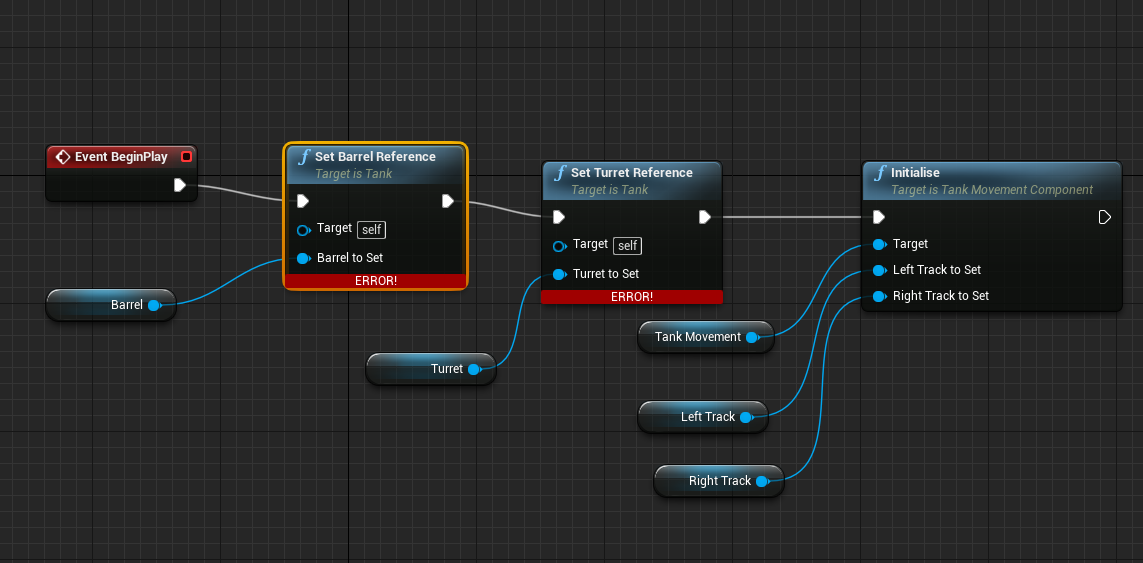 Event BeginPlay
Set Barrel Reference
Target is Tank
Target self
Barrel to Set
ERROR!
Barrel
Set Turret Reference
Target is Tank
Target self
Turret to Set
ERROR!
Turret
Initialise
Target is Tank Movement Component
Target
Left Track to Set
Right Track to Set
Tank Movement
Left Track
Right Track